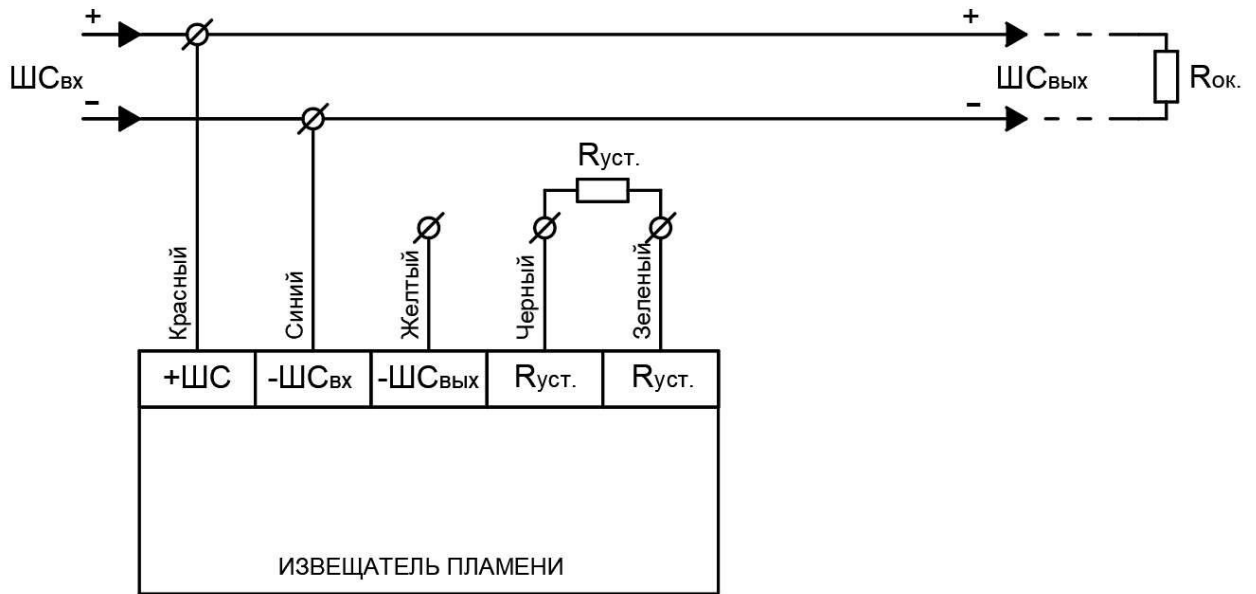 + +
ШСвх ШСвых Rок.
- -
Rуст.
Красный Синий Желтый Черный Зеленый
+ШС -ШСвх -ШСвых Rуст. Rуст.
ИЗВЕЩАТЕЛЬ ПЛАМЕНИ